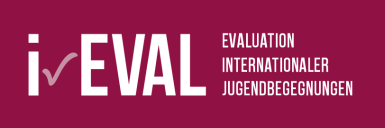 i EVAL
EVALUATION
INTERNATIONALER
JUGENDBEGEGNUNGEN